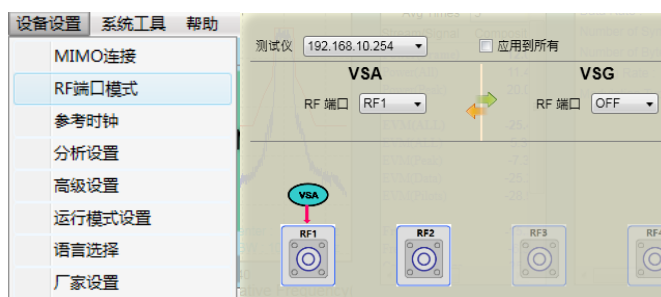 设备设置 系统工具 帮助
MIMO连接
RF端口模式
参考时钟
分析设置
高级设置
运行模式设置
语言选择
厂家设置
测试仪 192.168.10.254 应用到所有
VSA VSG
RF 端口 RF1 RF 端口 OFF
VSA
RF1 RF2 RF3 RF4